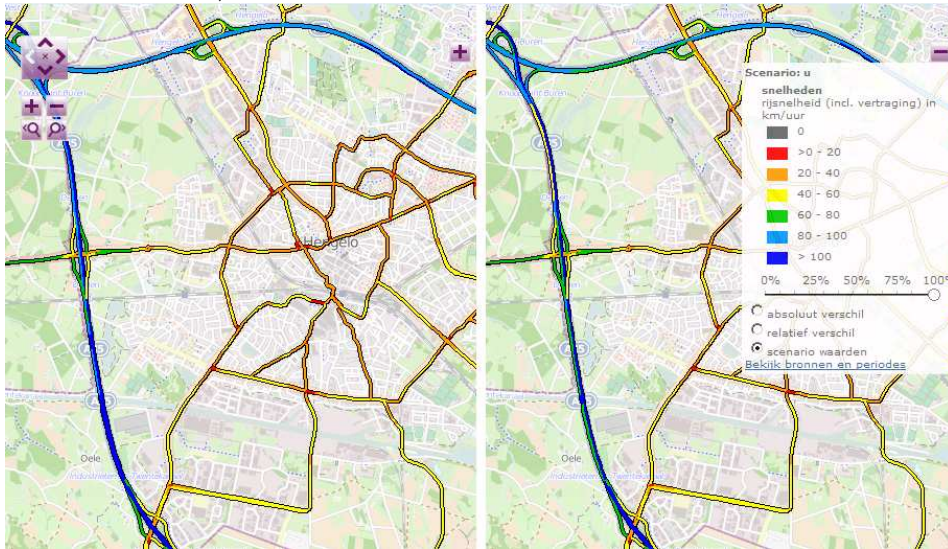 Hengelo
Oele
Scenario: u
snelheden
rijsnelheid (incl. vertraging) in
km/uur
0
>0 - 20
20 - 40
40 - 60
60 - 80
80 - 100
> 100
0% 25% 50% 75% 100%
absoluut verschil
relatief verschil
scenario waarden
Bekijk bronnen en periodes
Oele